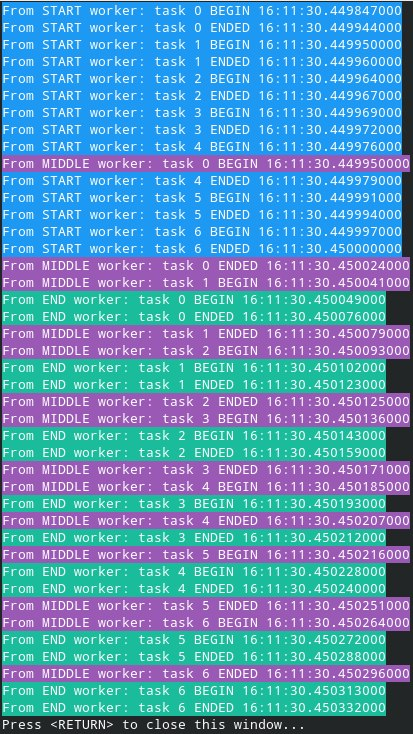 From START worker: task 0 BEGIN 16:11:30.449847000
From START worker: task 0 ENDED 16:11:30.449944000
From START worker: task 1 BEGIN 16:11:30.449950000
From START worker: task 1 ENDED 16:11:30.449960000
From START worker: task 2 BEGIN 16:11:30.449964000
From START worker: task 2 ENDED 16:11:30.449967000
From START worker: task 3 BEGIN 16:11:30.449969000
From START worker: task 3 ENDED 16:11:30.449972000
From START worker: task 4 BEGIN 16:11:30.449976000
From MIDDLE worker: task 0 BEGIN 16:11:30.449950000
From START worker: task 4 ENDED 16:11:30.449979000
From START worker: task 5 BEGIN 16:11:30.449991000
From START worker: task 5 ENDED 16:11:30.449994000
From START worker: task 6 BEGIN 16:11:30.449997000
From START worker: task 6 ENDED 16:11:30.450000000
From MIDDLE worker: task 0 ENDED 16:11:30.450024000
From MIDDLE worker: task 1 BEGIN 16:11:30.450041000
From END worker: task 0 BEGIN 16:11:30.450049000
From END worker: task 0 ENDED 16:11:30.450076000
From MIDDLE worker: task 1 ENDED 16:11:30.450079000
From MIDDLE worker: task 2 BEGIN 16:11:30.450093000
From END worker: task 1 BEGIN 16:11:30.450102000
From END worker: task 1 ENDED 16:11:30.450123000
From MIDDLE worker: task 2 ENDED 16:11:30.450125000
From MIDDLE worker: task 3 BEGIN 16:11:30.450136000
From END worker: task 2 BEGIN 16:11:30.450143000
From END worker: task 2 ENDED 16:11:30.450159000
From MIDDLE worker: task 3 ENDED 16:11:30.450171000
From MIDDLE worker: task 4 BEGIN 16:11:30.450185000
From END worker: task 3 BEGIN 16:11:30.450193000
From MIDDLE worker: task 4 ENDED 16:11:30.450207000
From END worker: task 3 ENDED 16:11:30.450212000
From MIDDLE worker: task 5 BEGIN 16:11:30.450216000
From END worker: task 4 BEGIN 16:11:30.450228000
From END worker: task 4 ENDED 16:11:30.450240000
From MIDDLE worker: task 5 ENDED 16:11:30.450251000
From MIDDLE worker: task 6 BEGIN 16:11:30.450264000
From END worker: task 5 BEGIN 16:11:30.450272000
From END worker: task 5 ENDED 16:11:30.450288000
From MIDDLE worker: task 6 ENDED 16:11:30.450296000
From END worker: task 6 BEGIN 16:11:30.450313000
From END worker: task 6 ENDED 16:11:30.450332000
Press <RETURN> to close this window...